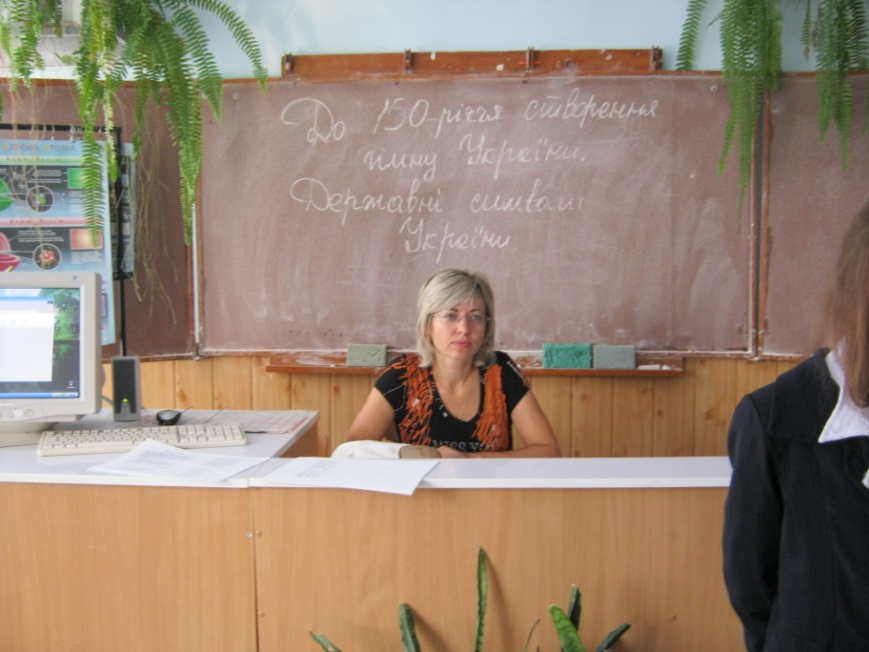 До 150-річчя створення
гімну України.
Державні символи
України